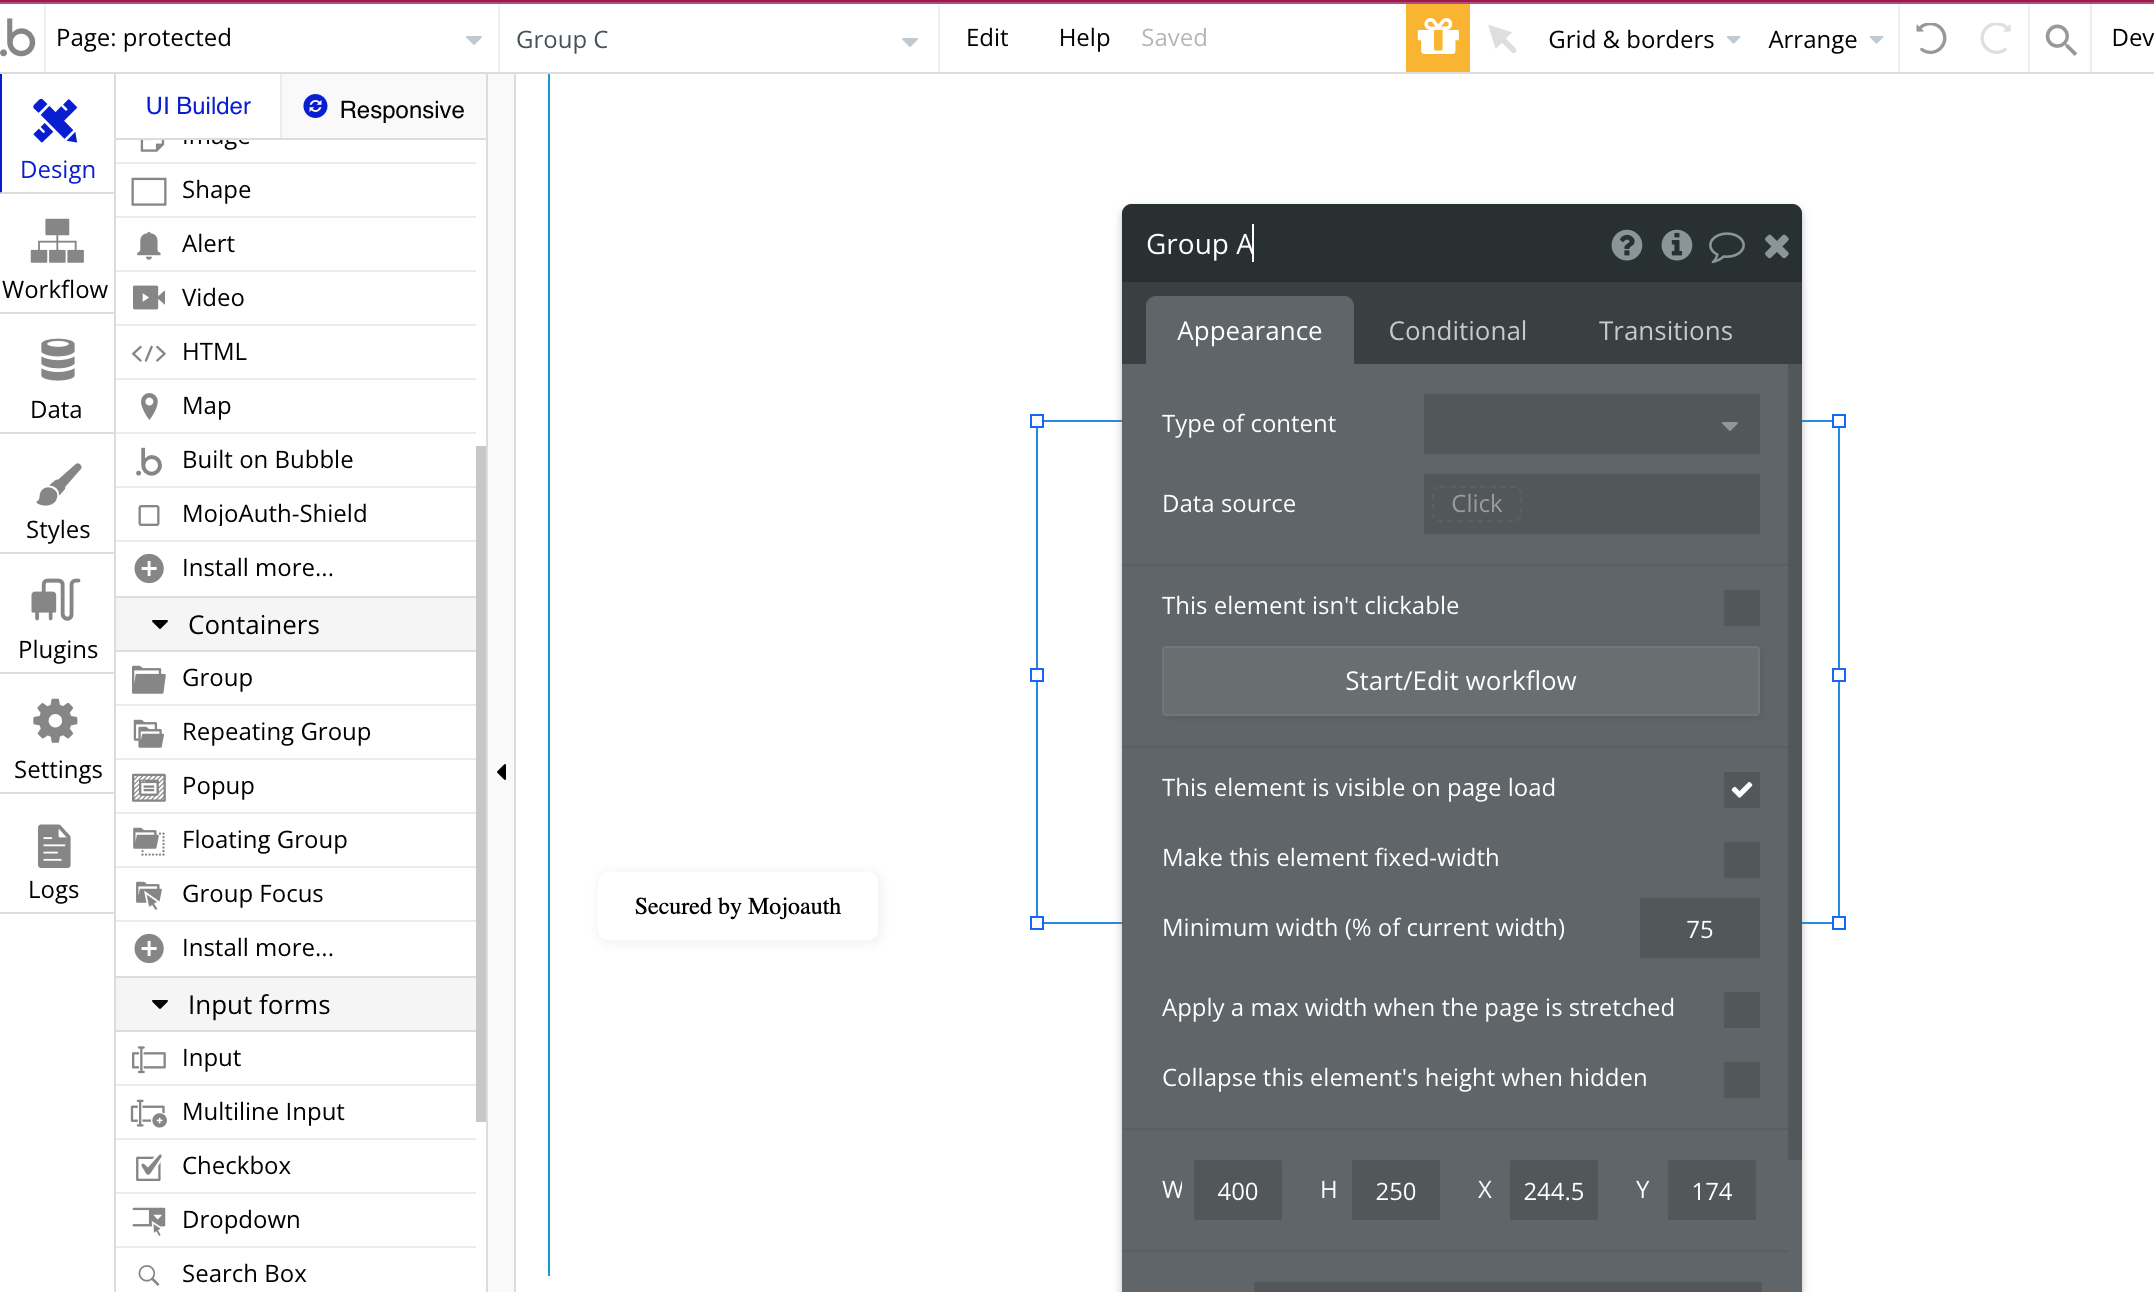 .b Page: protected Group C Edit Help Saved Grid & borders Arrange Dev
UI Builder Responsive
Design
Workflow
Data
Styles
Plugins
Settings
Logs
Image
Shape
Alert
Video
</> HTML
Map
.b Built on Bubble
MojoAuth-Shield
Install more...
Containers
Group
Repeating Group
Popup
Floating Group
Group Focus
Install more...
Input forms
Input
Multiline Input
Checkbox
Dropdown
Search Box
Secured by Mojoauth
Group A
Appearance Conditional Transitions
Type of content
Data source Click
This element isn't clickable
Start/Edit workflow
This element is visible on page load
Make this element fixed-width
Minimum width (% of current width) 75
Apply a max width when the page is stretched
Collapse this element's height when hidden
W 400 H 250 X 244.5 Y 174